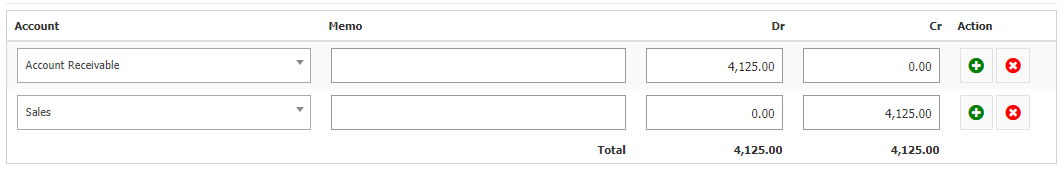 Account Memo Dr Cr Action
Account Receivable 4,125.00 0.00
Sales 0.00 4,125.00
Total 4,125.00 4,125.00